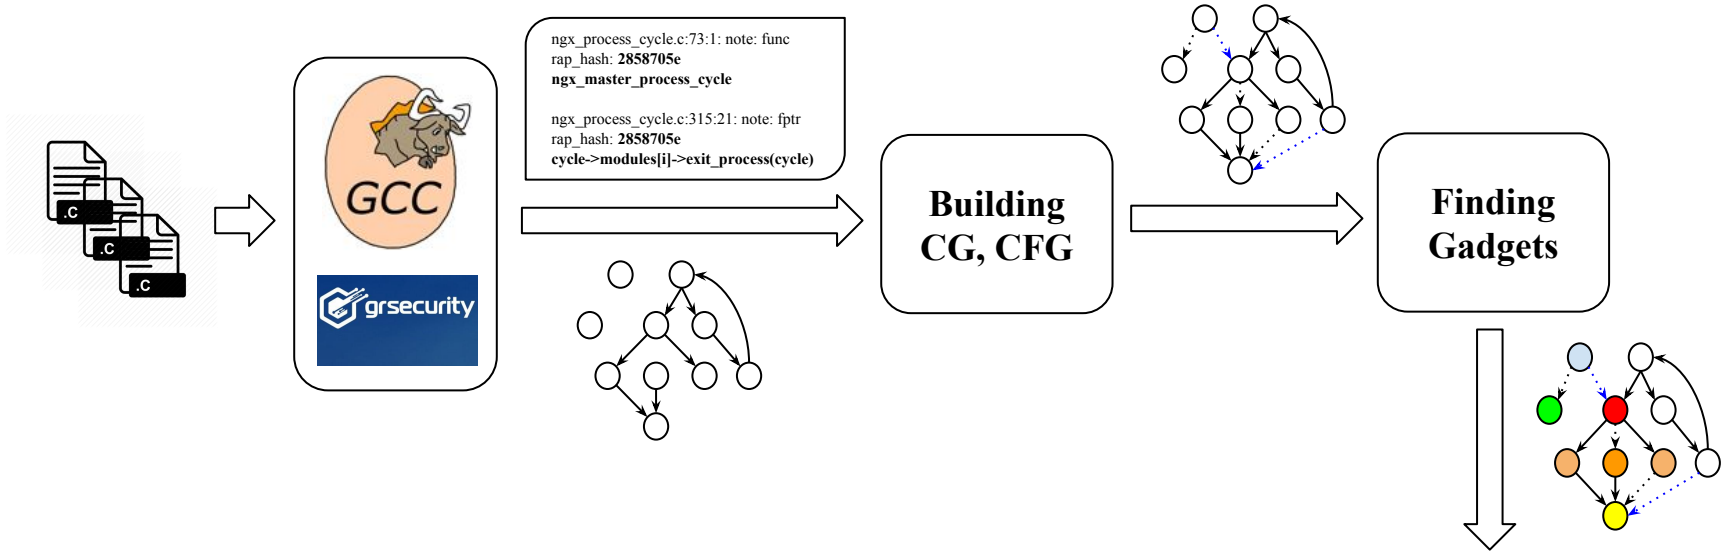 .C
.C
.C
GCC
grsecurity
ngx_process_cycle.c:73:1: note: func
rap_hash: 2858705e
ngx_master_process_cycle
ngx_process_cycle.c:315:21: note: fptr
rap_hash: 2858705e
cycle->modules[i]->exit_process(cycle)
Building
CG, CFG
Finding
Gadgets